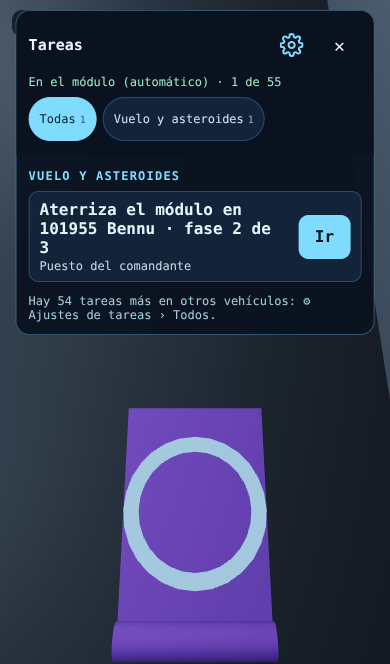 Tareas
En el módulo (automático) · 1 de 55
Todas 1
Vuelo y asteroides 1
VUELO Y ASTEROIDES
Aterriza el módulo en
101955 Bennu · fase 2 de
3
Puesto del comandante
Ir
Hay 54 tareas más en otros vehículos: ⚙
Ajustes de tareas › Todos.